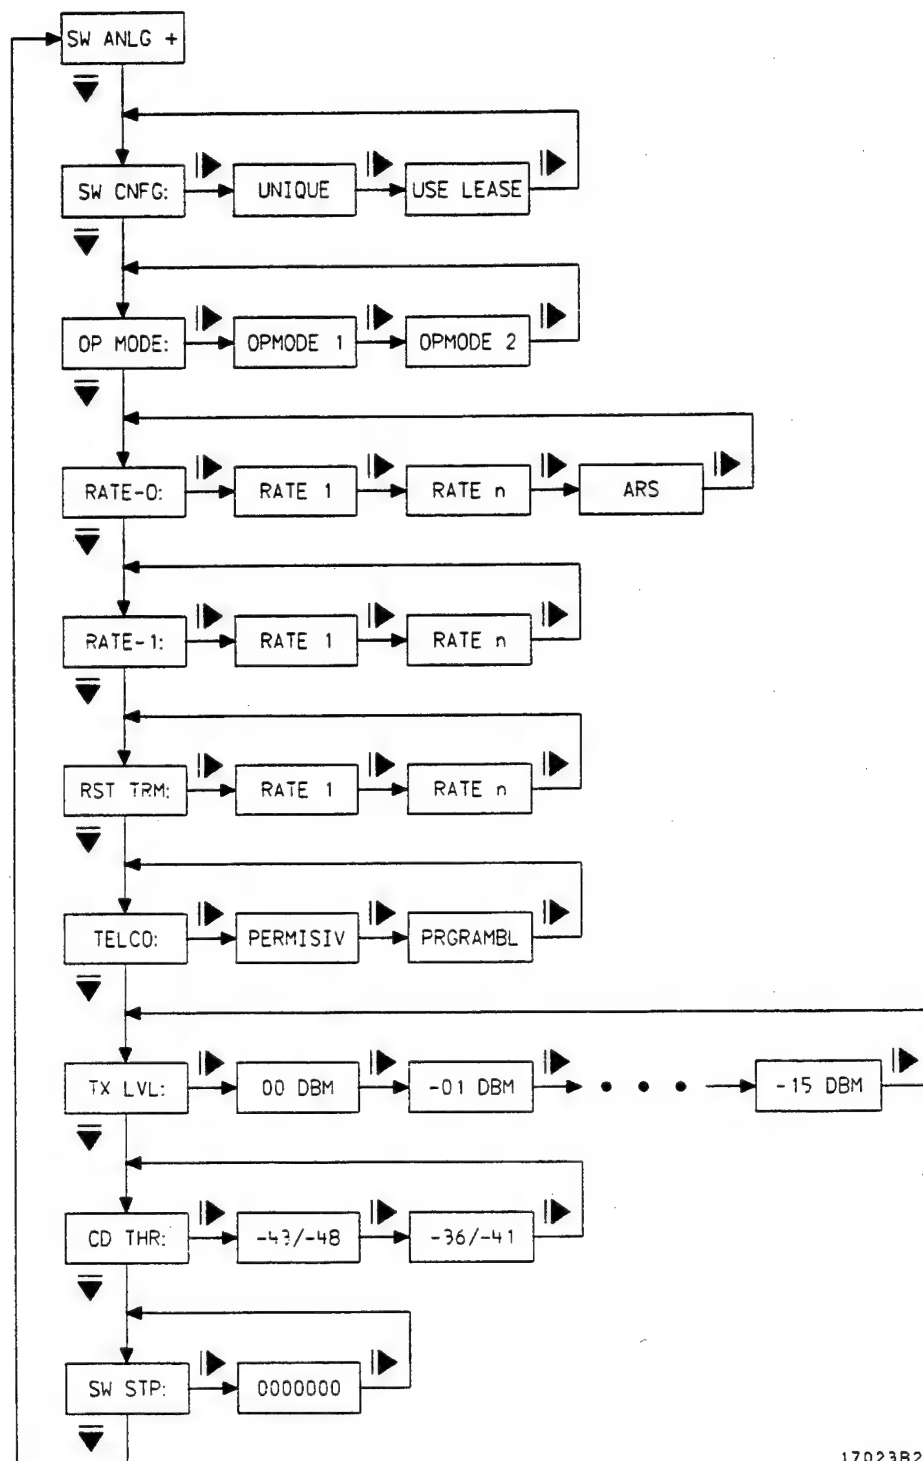 SW ANLG +
SW CNFG: UNIQUE USE LEASE
OP MODE: OPMODE 1 OPMODE 2
RATE-0: RATE 1 RATE n ARS
RATE-1: RATE 1 RATE n
RST TRM: RATE 1 RATE n
TELCO: PERMISIV PRGRAMBL
TX LVL: 00 DBM -01 DBM • • • -15 DBM
CD THR: -43/-48 -36/-41
SW STP: 0000000
17023B2